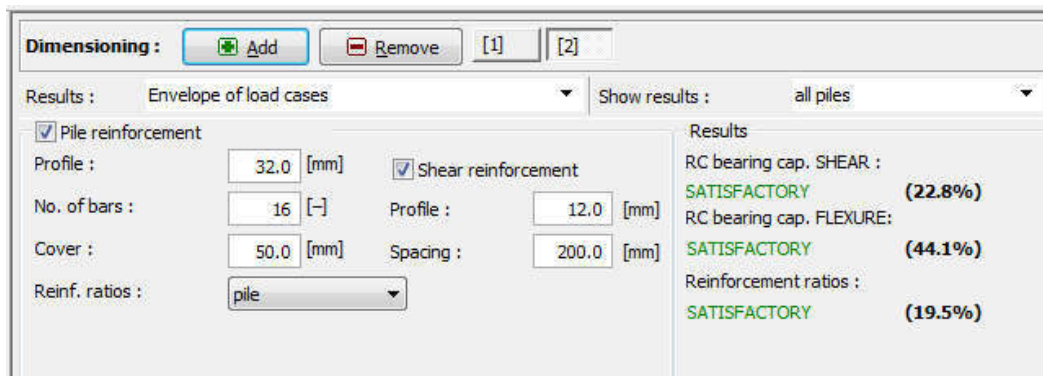 Dimensioning : Add Remove [1] [2]
Results : Envelope of load cases Show results : all piles
Pile reinforcement
Profile : 32.0 [mm]
No. of bars : 16 [–]
Cover : 50.0 [mm]
Reinf. ratios : pile
Shear reinforcement
Profile : 12.0 [mm]
Spacing : 200.0 [mm]
Results
RC bearing cap. SHEAR :
SATISFACTORY (22.8%)
RC bearing cap. FLEXURE:
SATISFACTORY (44.1%)
Reinforcement ratios :
SATISFACTORY (19.5%)